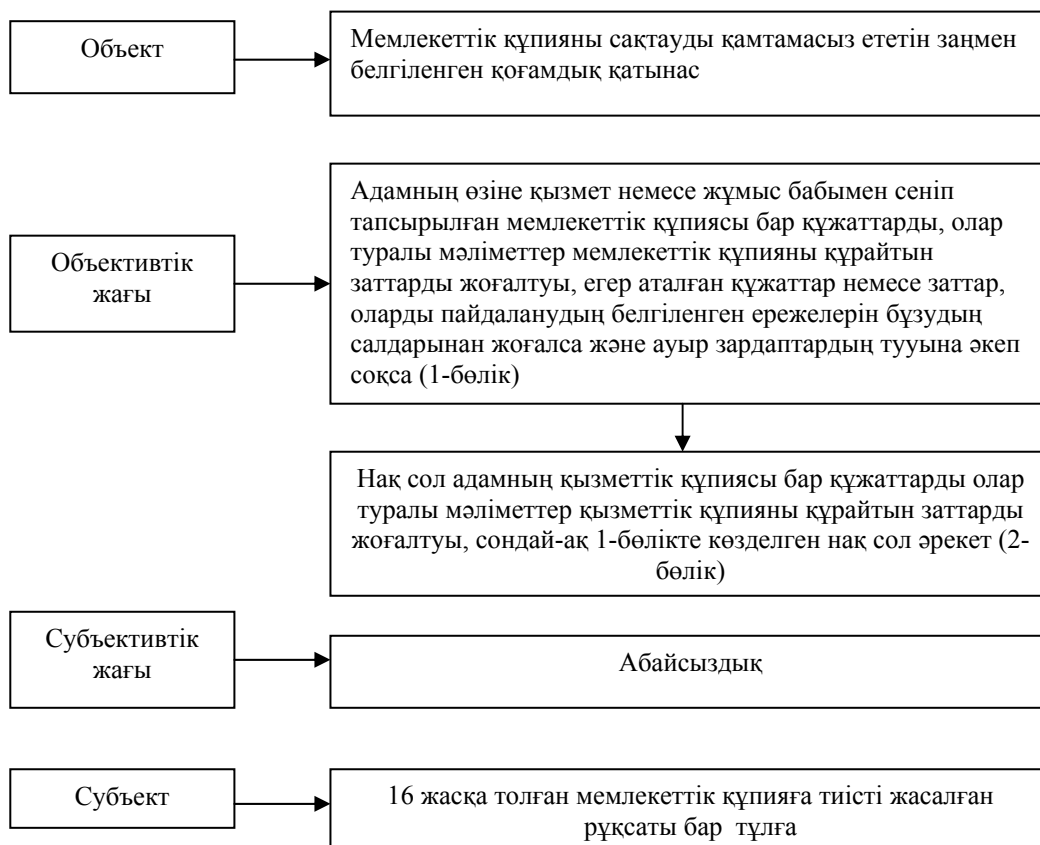 Объект
Мемлекеттік құпияны сақтауды қамтамасыз ететін заңмен
белгіленген қоғамдық қатынас
Объективтік
жағы
Адамның өзіне қызмет немесе жұмыс бабымен сеніп
тапсырылған мемлекеттік құпиясы бар құжаттарды, олар
туралы мәліметтер мемлекеттік құпияны құрайтын
заттарды жоғалтуы, егер аталған құжаттар немесе заттар,
оларды пайдаланудың белгіленген ережелерін бұзудың
салдарынан жоғалса және ауыр зардаптардың тууына әкеп
соқса (1-бөлік)
Нақ сол адамның қызметтік құпиясы бар құжаттарды олар
туралы мәліметтер қызметтік құпияны құрайтын заттарды
жоғалтуы, сондай-ақ 1-бөлікте көзделген нақ сол әрекет (2-
бөлік)
Субъективтік
жағы
Абайсыздық
Субъект
16 жасқа толған мемлекеттік құпияға тиісті жасалған
рұқсаты бар тұлға